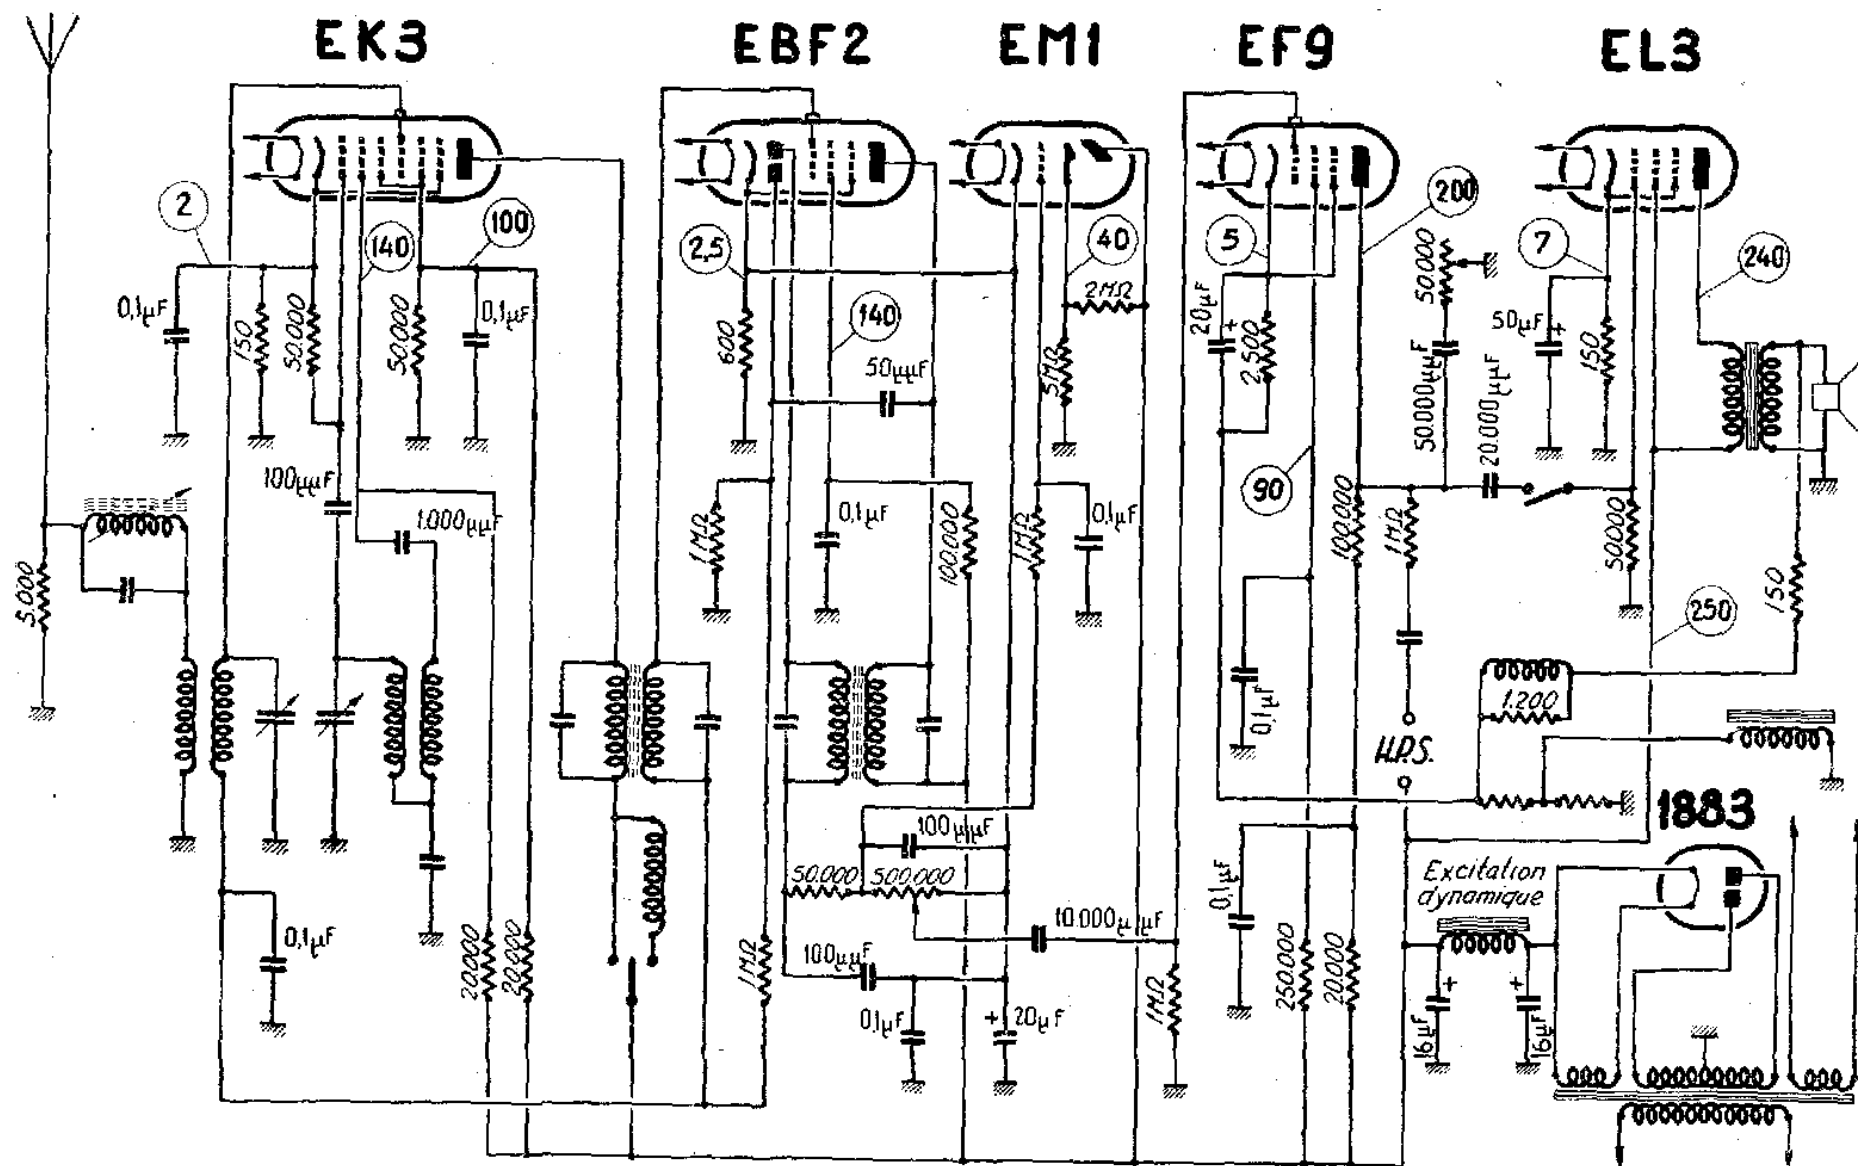 EK3
EBF2
EM1
EF9
EL3
2
140
100
2,5
140
40
5
200
7
240
90
250
0,1µF
150
50.000
50.000
0,1µF
600
50µµF
2MΩ
5MΩ
20µF
+
2.500
50.000
50.000µµF
20.000µµF
50µF
+
150
100µµF
1.000µµF
5.000
1MΩ
0,1µF
100.000
1MΩ
0,1µF
100.000
1MΩ
50.000
150
0,1µF
1.200
H.P.S.
1883
100µµF
50.000
500.000
Excitation
dynamique
0,1µF
20.000
20.000
1MΩ
100µµF
10.000µµF
0,1µF
+
20µF
1MΩ
0,1µF
250.000
20.000
+
16µF
+
16µF